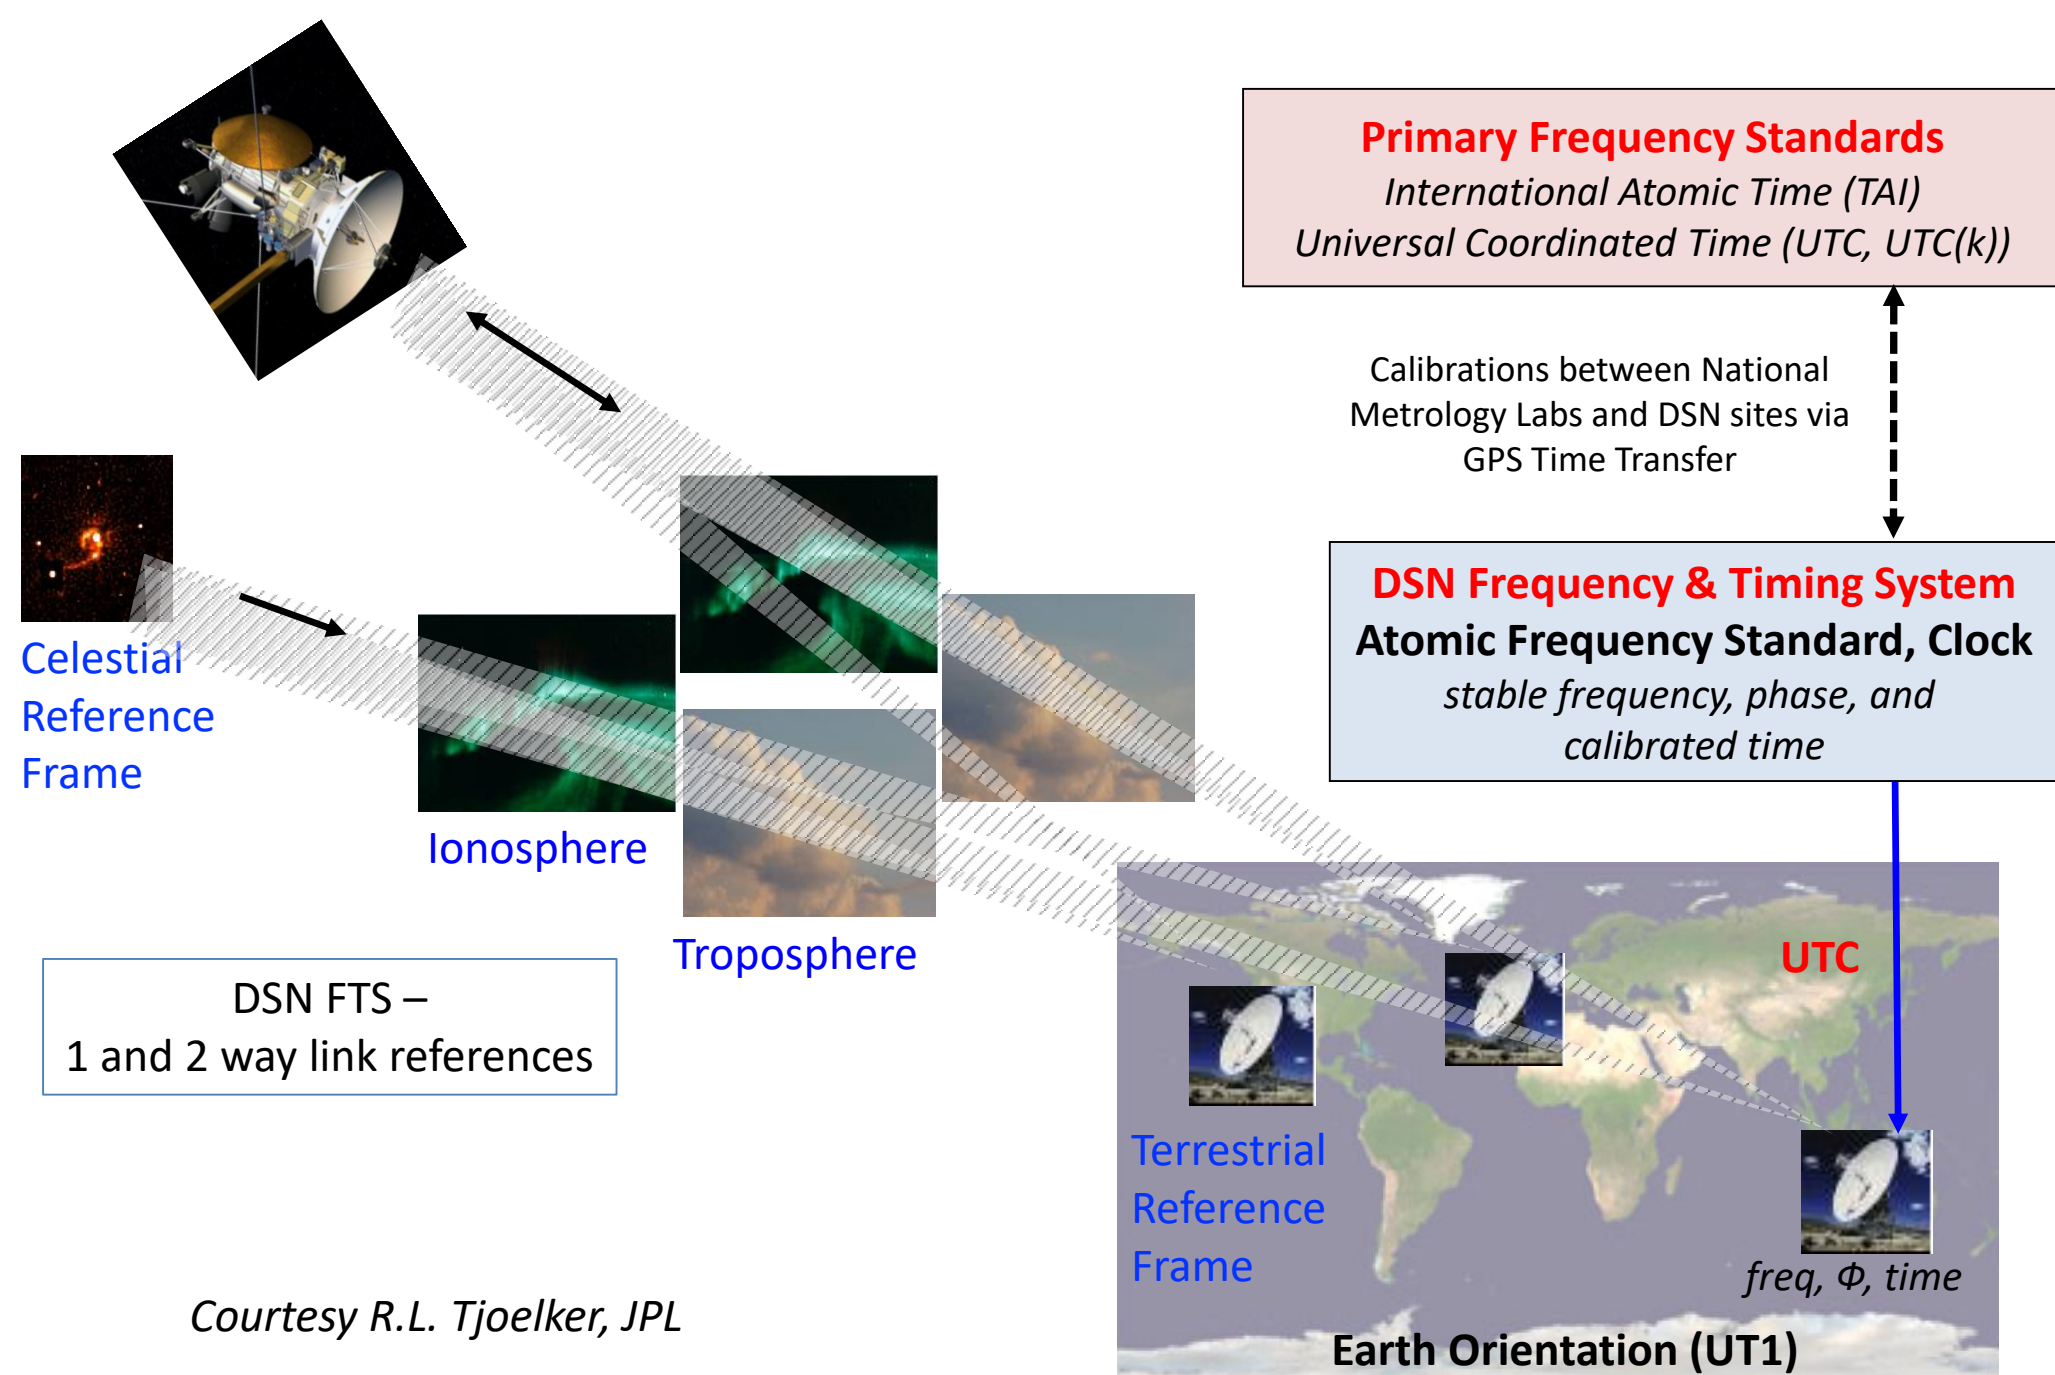 Primary Frequency Standards
International Atomic Time (TAI)
Universal Coordinated Time (UTC, UTC(k))
Calibrations between National
Metrology Labs and DSN sites via
GPS Time Transfer
DSN Frequency & Timing System
Atomic Frequency Standard, Clock
stable frequency, phase, and
calibrated time
Celestial
Reference
Frame
Ionosphere
Troposphere
DSN FTS –
1 and 2 way link references
UTC
Terrestrial
Reference
Frame
freq, Φ, time
Earth Orientation (UT1)
Courtesy R.L. Tjoelker, JPL